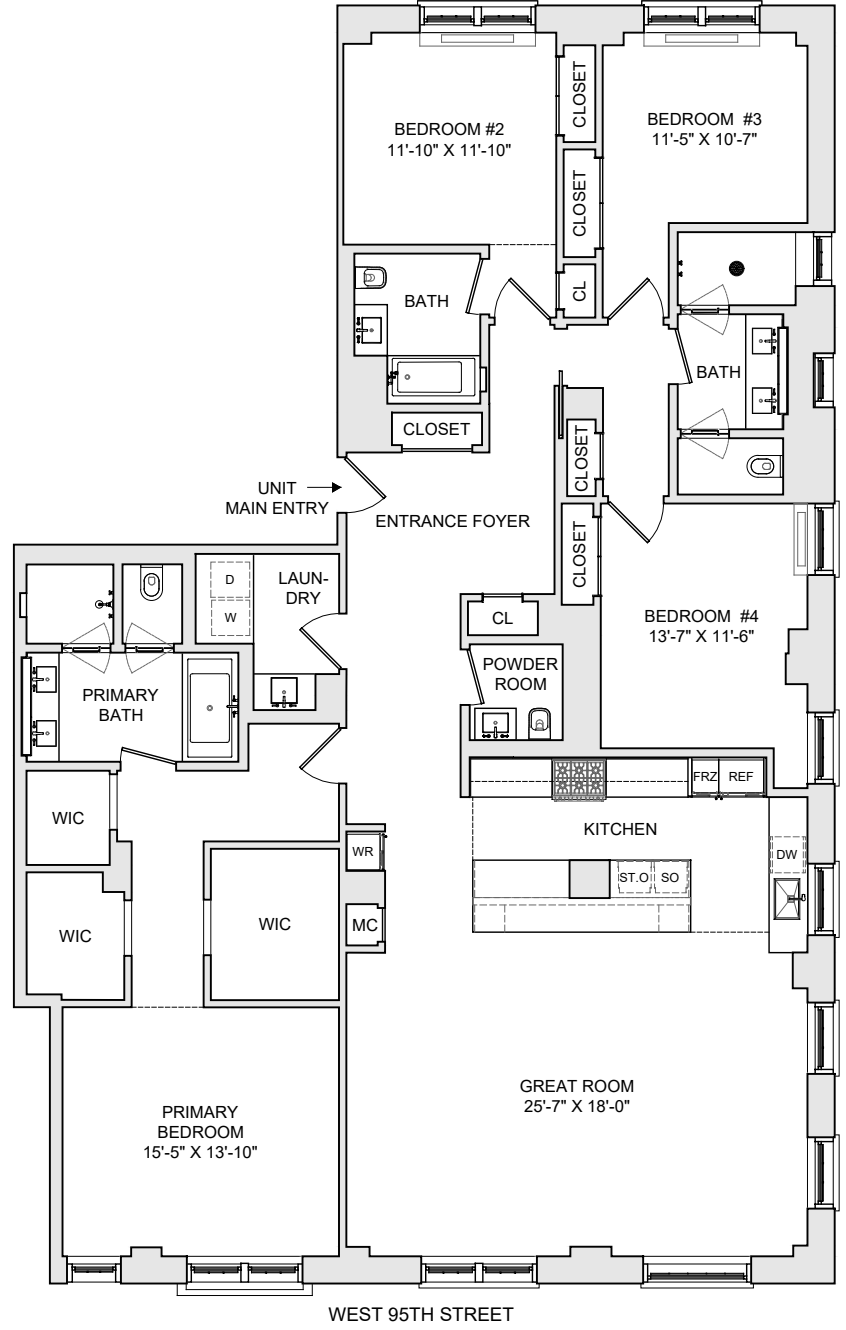 BEDROOM #2
11'-10" X 11'-10"
CLOSET
BEDROOM #3
11'-5" X 10'-7"
CLOSET
CL
BATH
BATH
CLOSET
CLOSET
UNIT
MAIN ENTRY
ENTRANCE FOYER
CLOSET
D
W
LAUN-
DRY
CL
BEDROOM #4
13'-7" X 11'-6"
POWDER
ROOM
PRIMARY
BATH
FRZ
REF
WIC
KITCHEN
WR
DW
ST.O
SO
WIC
WIC
MC
GREAT ROOM
25'-7" X 18'-0"
PRIMARY
BEDROOM
15'-5" X 13'-10"
WEST 95TH STREET